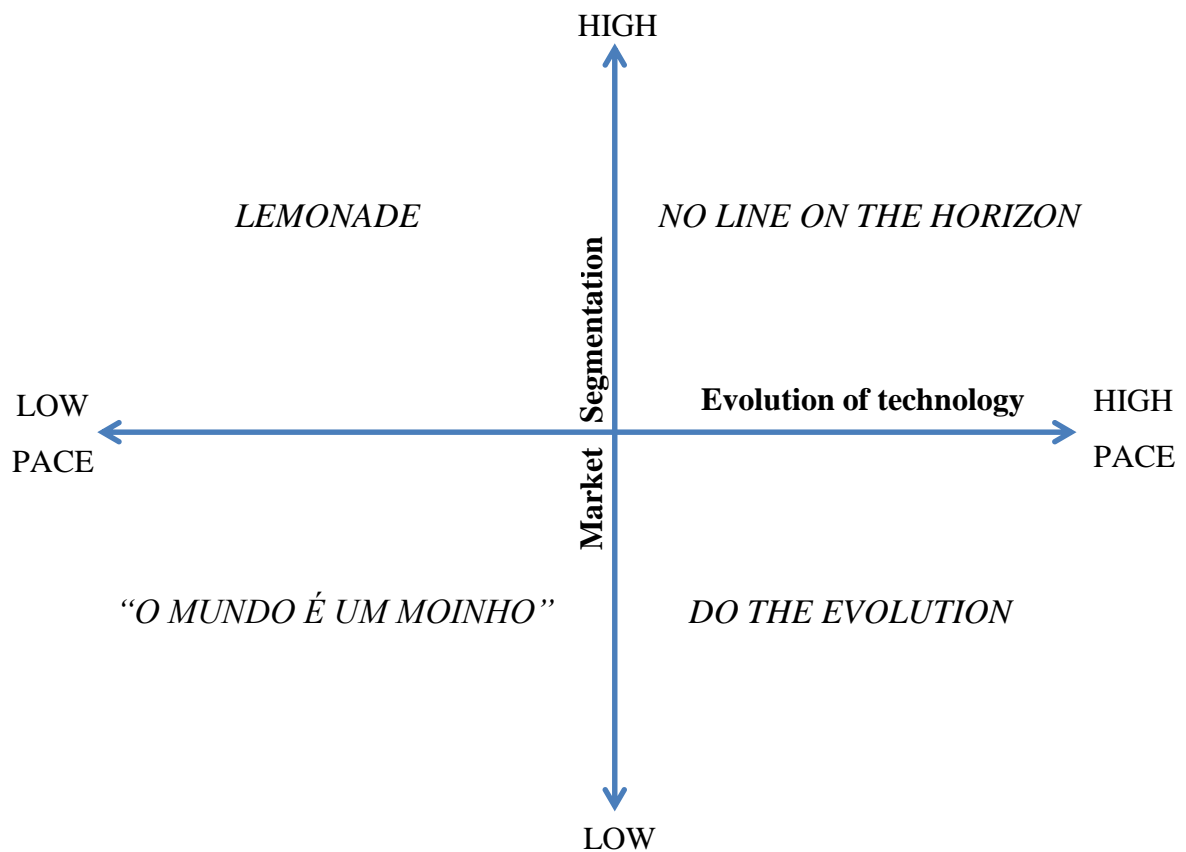 HIGH
LEMONADE
NO LINE ON THE HORIZON
Market Segmentation
Evolution of technology
LOW
PACE
HIGH
PACE
“O MUNDO É UM MOINHO”
DO THE EVOLUTION
LOW